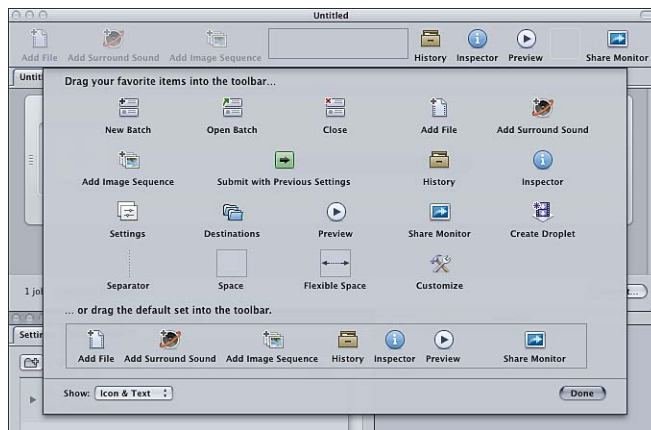 Untitled
Add File Add Surround Sound Add Image Sequence History Inspector Preview Share Monitor
Drag your favorite items into the toolbar...
New Batch Open Batch Close Add File Add Surround Sound
Add Image Sequence Submit with Previous Settings History Inspector
Settings Destinations Preview Share Monitor Create Droplet
Separator Space Flexible Space Customize
1
... or drag the default set into the toolbar.
Add File Add Surround Sound Add Image Sequence History Inspector Preview Share Monitor
Show: Icon & Text Done